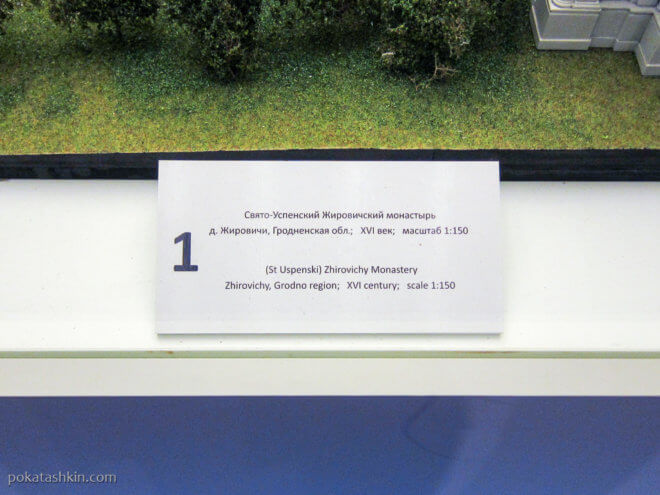 1
Свято-Успенский Жировичский монастырь
д. Жировичи, Гродненская обл.; XVI век; масштаб 1:150
(St Uspenski) Zhirovichy Monastery
Zhirovichy, Grodno region; XVI century; scale 1:150
pokatashkin.com